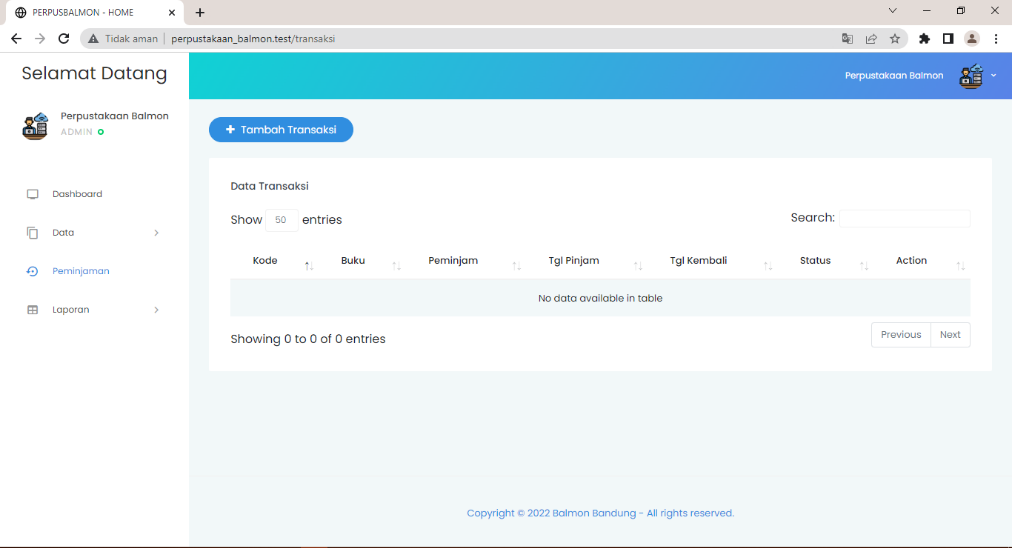 PERPUSBALMON - HOME
Tidak aman | perpustakaan_balmon.test/transaksi
Selamat Datang
Perpustakaan Balmon
Perpustakaan Balmon
ADMIN
Dashboard
Data
Peminjaman
Laporan
Tambah Transaksi
Data Transaksi
Show 50 entries
Search:
Kode Buku Peminjam Tgl Pinjam Tgl Kembali Status Action
No data available in table
Showing 0 to 0 of 0 entries
Previous Next
Copyright © 2022 Balmon Bandung - All rights reserved.